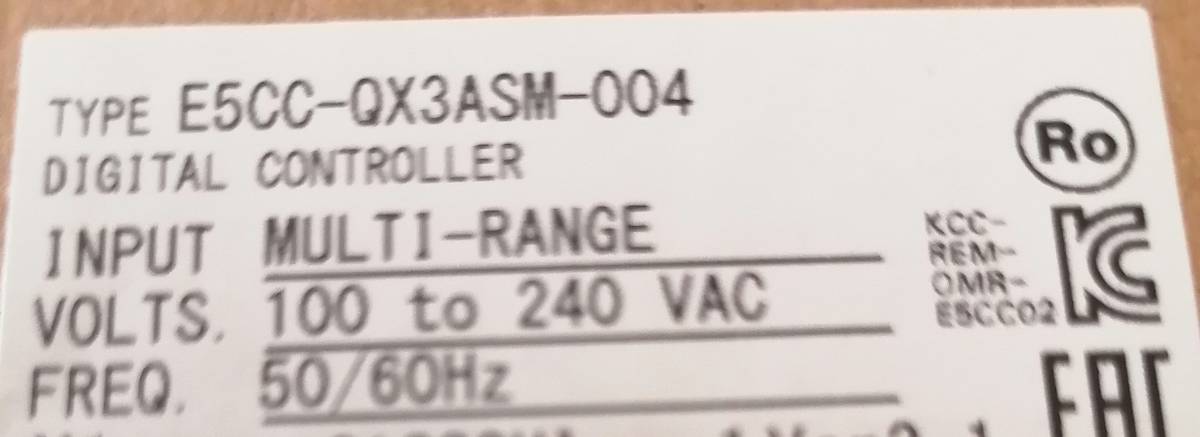 TYPE E5CC-QX3ASM-004
DIGITAL CONTROLLER
INPUT MULTI-RANGE
VOLTS. 100 to 240 VAC
FREQ. 50/60Hz
Ro
KCC-
REM-
OMR-
E5CC02
KC
EAC